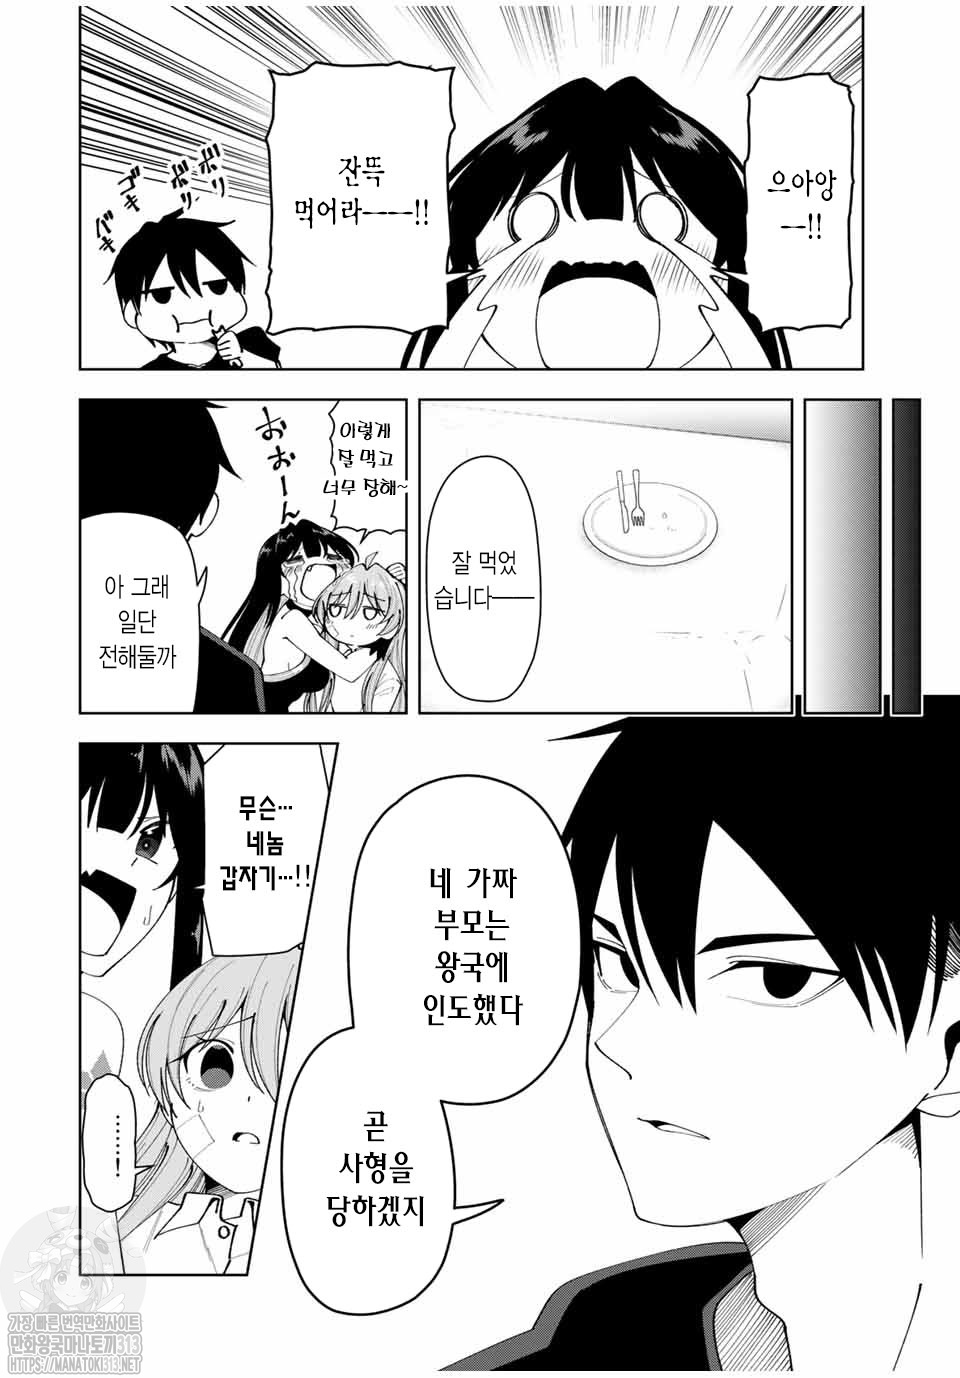 으아앙
—!!
잔뜩
먹어라——!!
ボリ
ボリ
ゴキ
バキ
잘 먹었
습니다——
이렇게
잘 먹고
너무 장해~
おおーん
아 그래
일단
전해둘까
네 가짜
부모는
왕국에
인도했다
곧
사형을
당하겠지
무슨…
네놈
갑자기…!!
……!
가장 빠른 번역만화사이트
만화왕국마나토끼313
HTTPS://MANATOKI313.NET